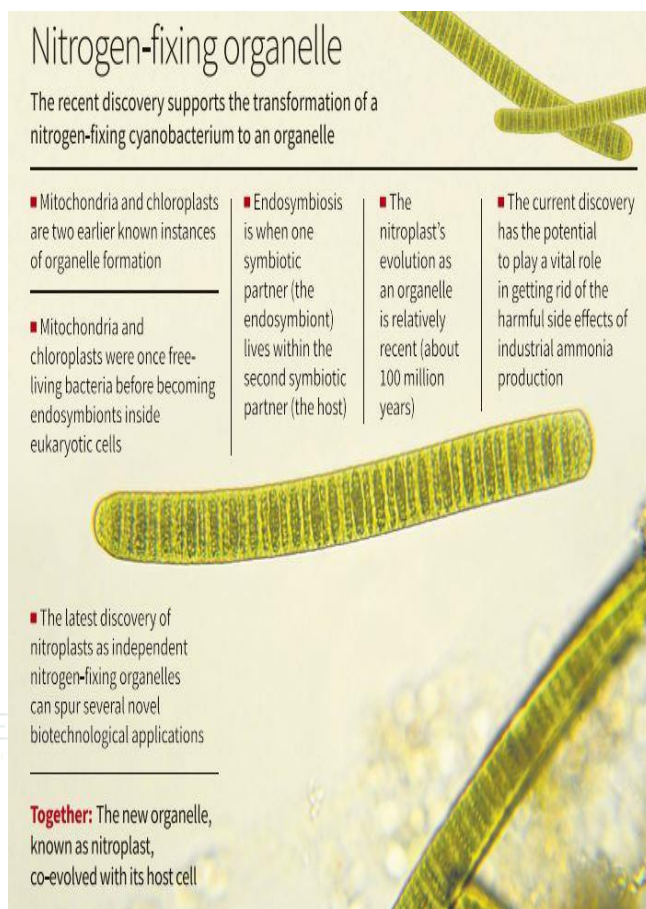 Nitrogen-fixing organelle
The recent discovery supports the transformation of a
nitrogen-fixing cyanobacterium to an organelle
■ Mitochondria and chloroplasts
are two earlier known instances
of organelle formation
■ Mitochondria and
chloroplasts were once free-
living bacteria before becoming
endosymbionts inside
eukaryotic cells
■ Endosymbiosis
is when one
symbiotic
partner (the
endosymbiont)
lives within the
second symbiotic
partner (the host)
■ The
nitroplast's
evolution as
an organelle
is relatively
recent (about
100 million
years)
■ The current discovery
has the potential
to play a vital role
in getting rid of the
harmful side effects of
industrial ammonia
production
■ The latest discovery of
nitroplasts as independent
nitrogen-fixing organelles
can spur several novel
biotechnological applications
Together: The new organelle,
known as nitroplast,
co-evolved with its host cell